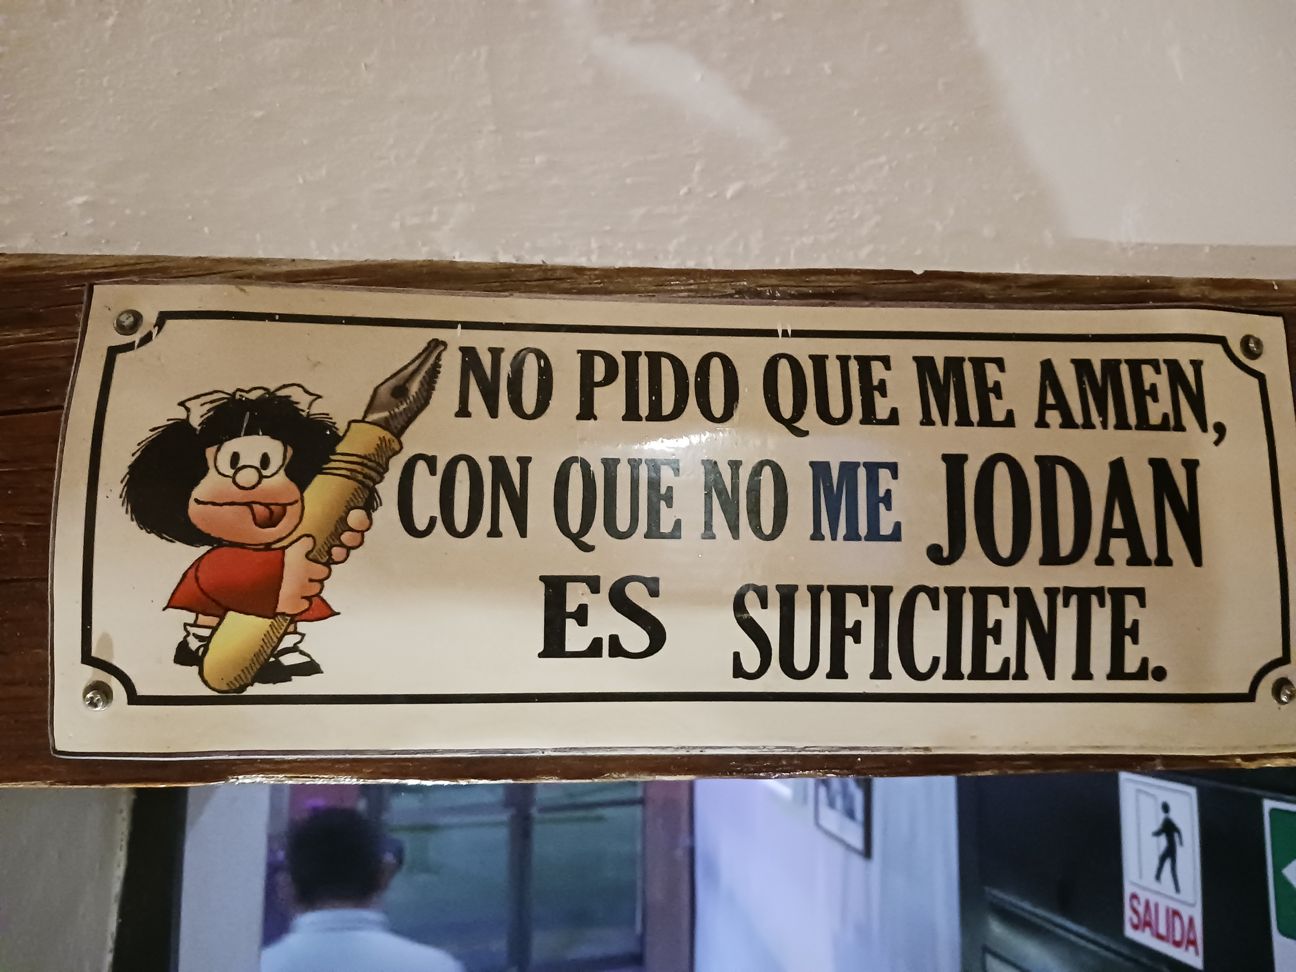 NO PIDO QUE ME AMEN,
CON QUE NO ME JODAN
ES SUFICIENTE.
SALIDA